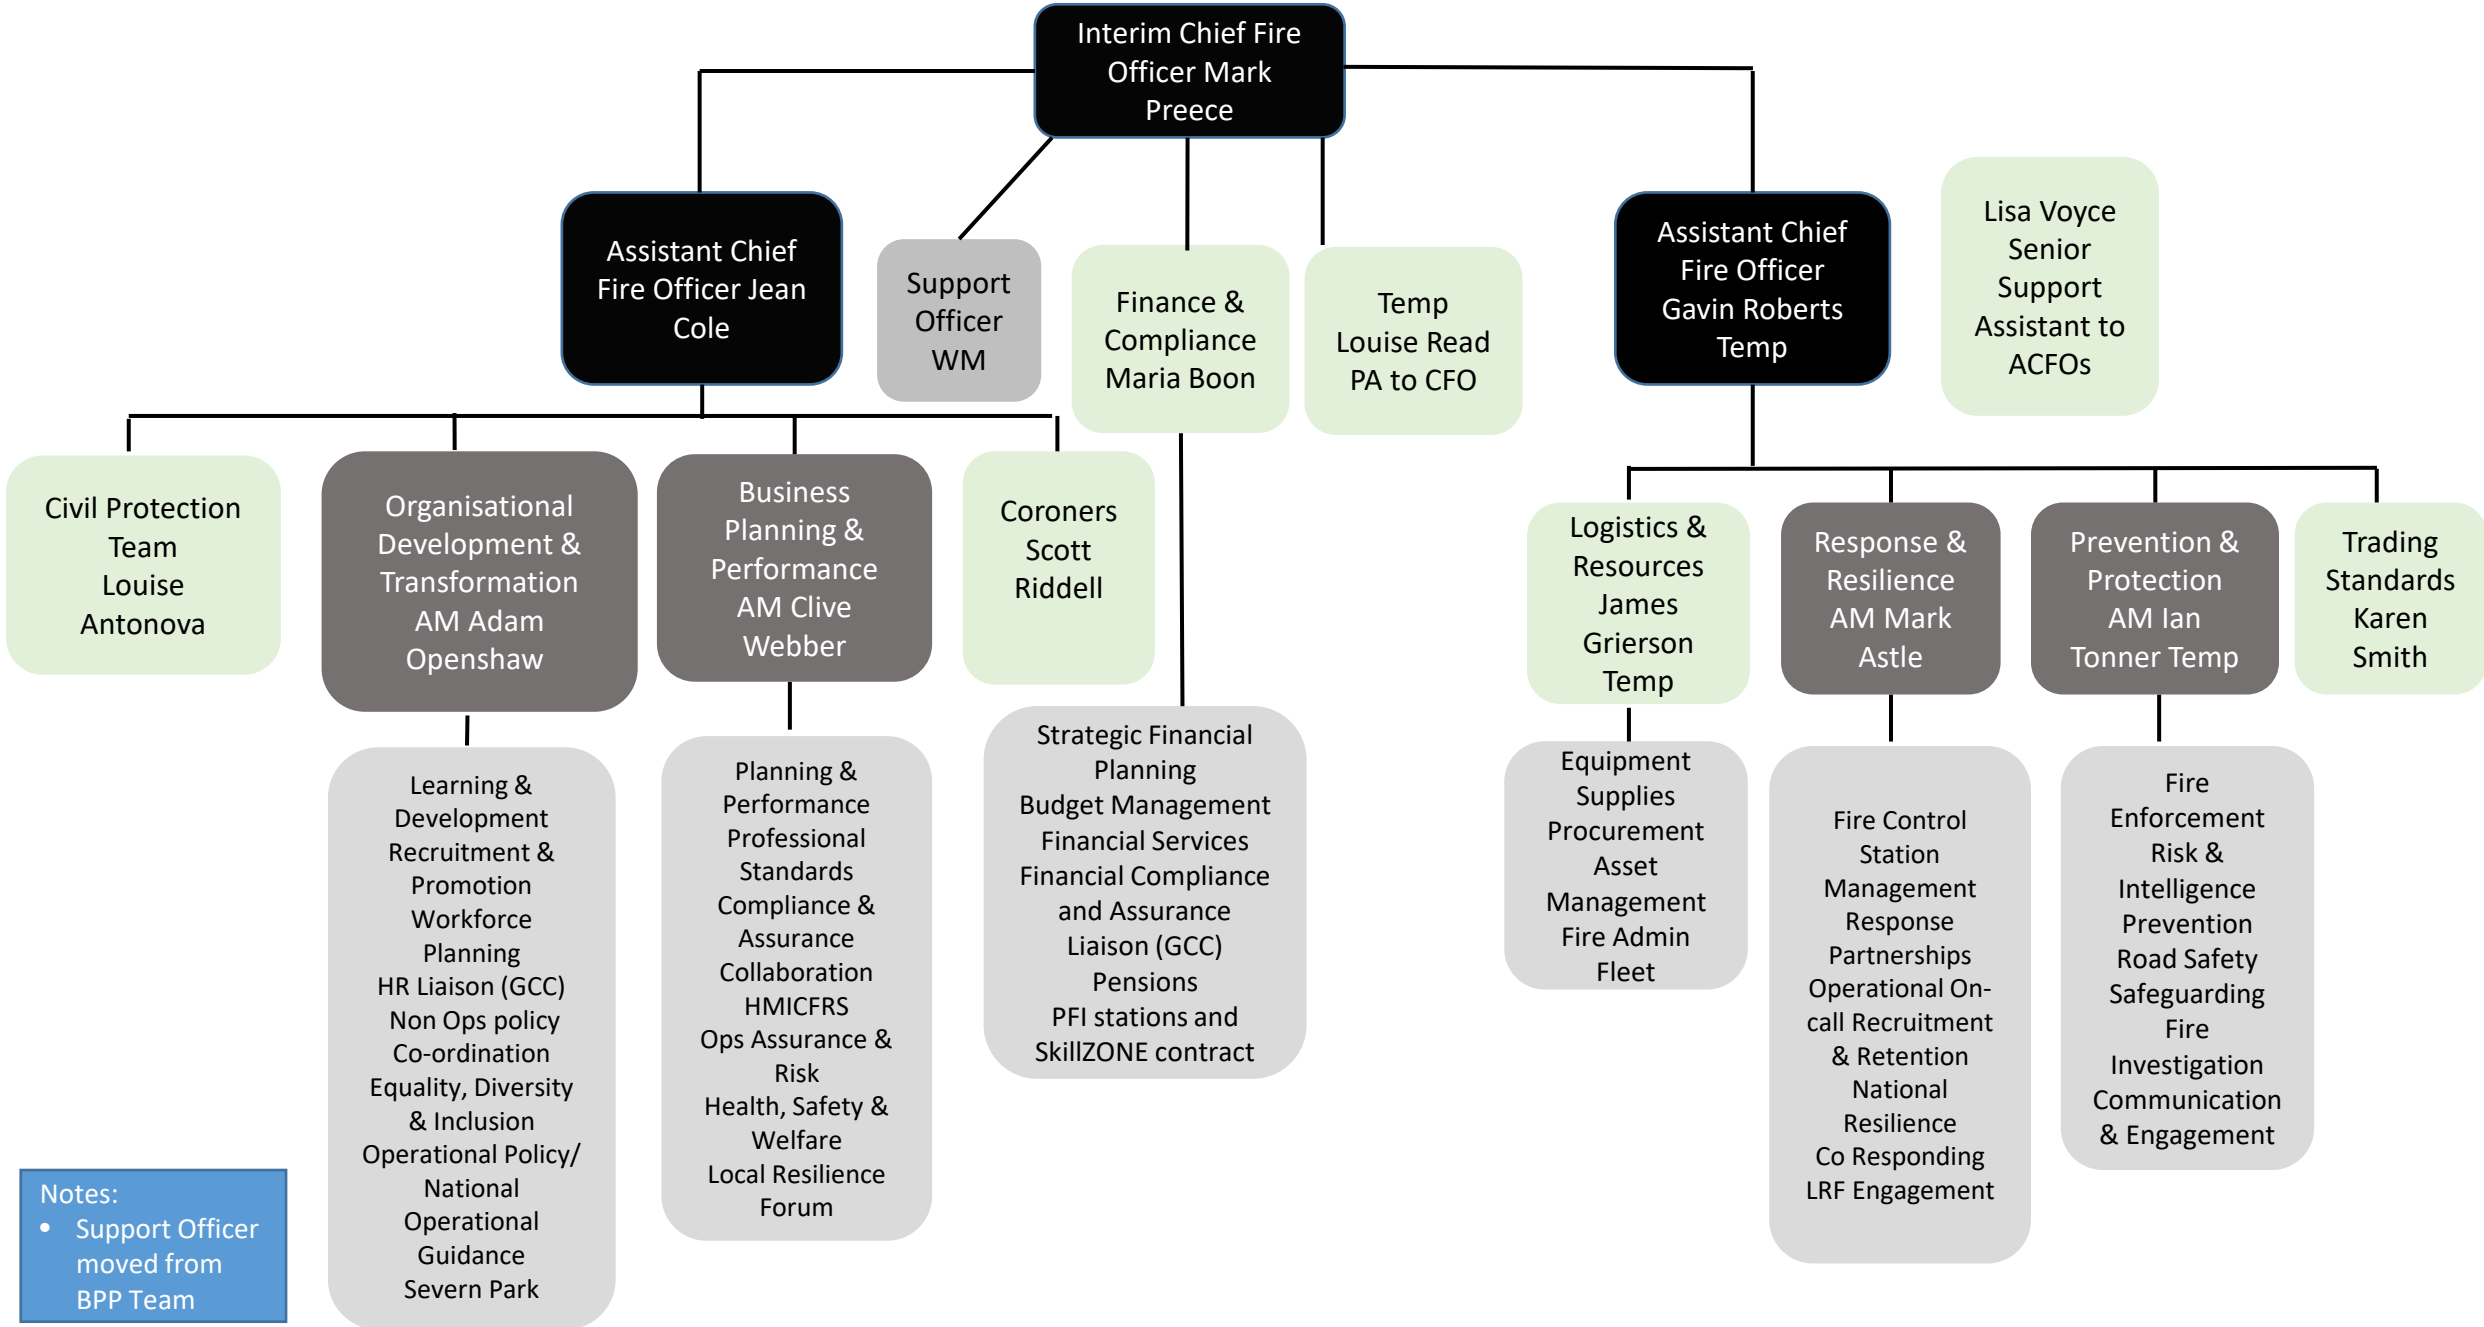 Interim Chief Fire
Officer Mark
Preece
Assistant Chief
Fire Officer Jean
Cole
Support
Officer
WM
Finance &
Compliance
Maria Boon
Temp
Louise Read
PA to CFO
Assistant Chief
Fire Officer
Gavin Roberts
Temp
Lisa Voyce
Senior
Support
Assistant to
ACFOs
Civil Protection
Team
Louise
Antonova
Organisational
Development &
Transformation
AM Adam
Openshaw
Business
Planning &
Performance
AM Clive
Webber
Coroners
Scott
Riddell
Logistics &
Resources
James
Grierson
Temp
Response &
Resilience
AM Mark
Astle
Prevention &
Protection
AM Ian
Tonner Temp
Trading
Standards
Karen
Smith
Learning &
Development
Recruitment &
Promotion
Workforce
Planning
HR Liaison (GCC)
Non Ops policy
Co-ordination
Equality, Diversity
& Inclusion
Operational Policy/
National
Operational
Guidance
Severn Park
Planning &
Performance
Professional
Standards
Compliance &
Assurance
Collaboration
HMICFRS
Ops Assurance &
Risk
Health, Safety &
Welfare
Local Resilience
Forum
Strategic Financial
Planning
Budget Management
Financial Services
Financial Compliance
and Assurance
Liaison (GCC)
Pensions
PFI stations and
SkillZONE contract
Equipment
Supplies
Procurement
Asset
Management
Fire Admin
Fleet
Fire Control
Station
Management
Response
Partnerships
Operational On-
call Recruitment
& Retention
National
Resilience
Co Responding
LRF Engagement
Fire
Enforcement
Risk &
Intelligence
Prevention
Road Safety
Safeguarding
Fire
Investigation
Communication
& Engagement
Notes:
• Support Officer
moved from
BPP Team